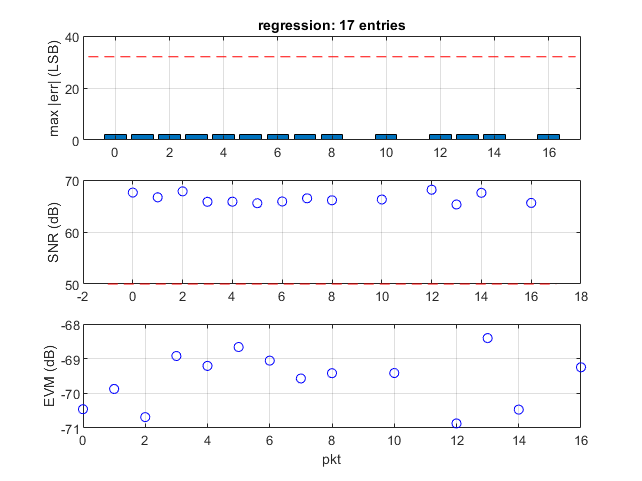 regression: 17 entries
40
20
0
max |err| (LSB)
0 2 4 6 8 10 12 14 16
70
60
50
SNR (dB)
-2 0 2 4 6 8 10 12 14 16 18
-68
-69
-70
-71
EVM (dB)
0 2 4 6 8 10 12 14 16
pkt